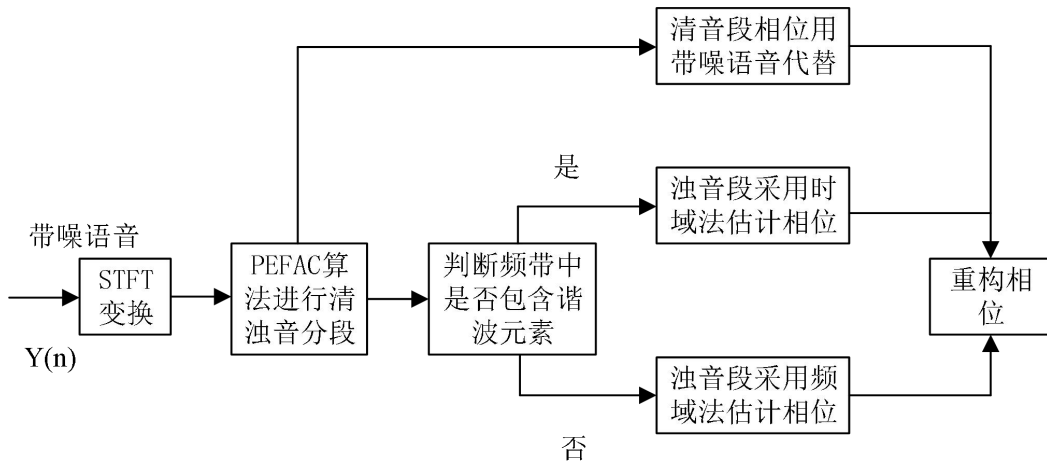 清音段相位用
带噪语音代替
是
浊音段采用时
域法估计相位
带噪语音
STFT
变换
Y(n)
PEFAC算
法进行清
浊音分段
判断频带中
是否包含谐
波元素
重构相
位
浊音段采用频
域法估计相位
否